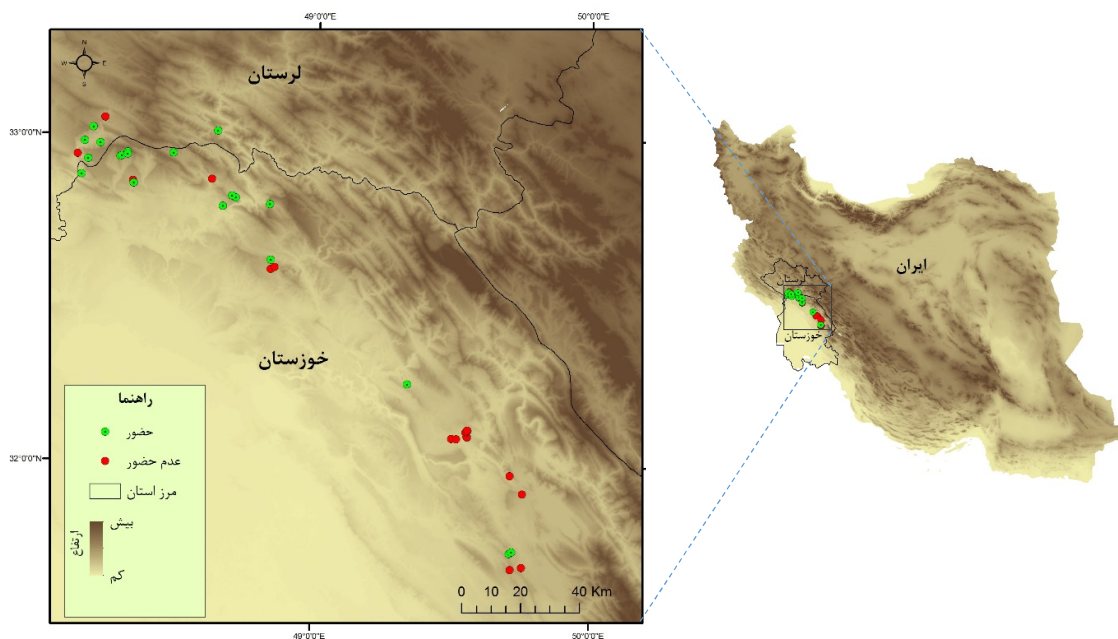 49°0'0"E
50°0'0"E
N
W
E
S
لرستان
33°0'0"N
ایران
لرستان
خوزستان
خوزستان
راهنما
حضور
عدم حضور
32°0'0"N
مرز استان
بیش
ارتفاع
کم
0 10 20 40 Km
49°0'0"E
50°0'0"E